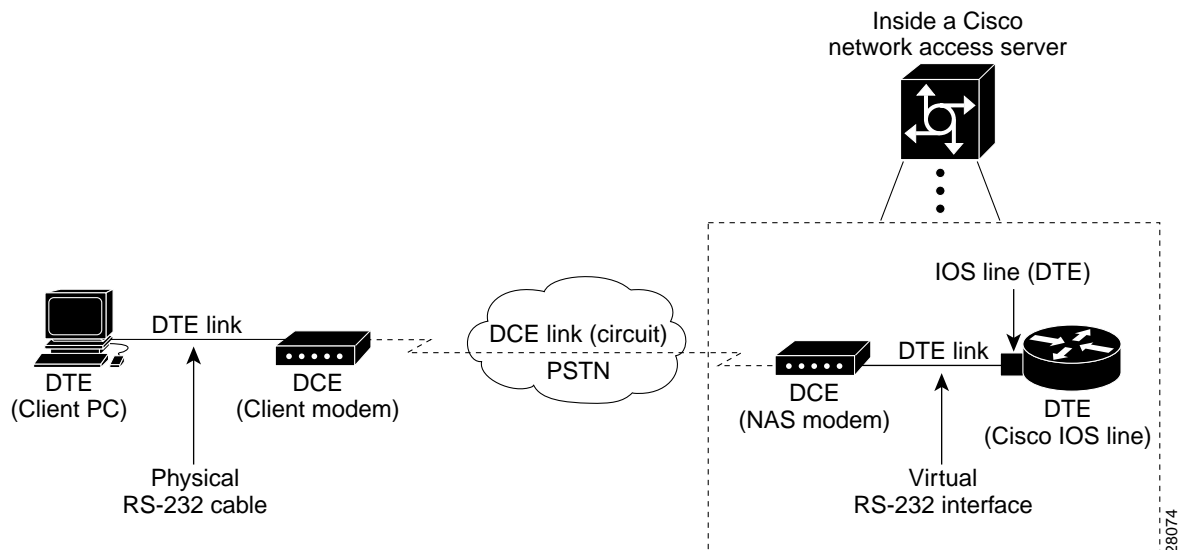 Inside a Cisco
network access server
IOS line (DTE)
DTE link
DCE link (circuit)
PSTN
DTE link
DTE
(Client PC)
DCE
(Client modem)
DCE
(NAS modem)
DTE
(Cisco IOS line)
Physical
RS-232 cable
Virtual
RS-232 interface
28074